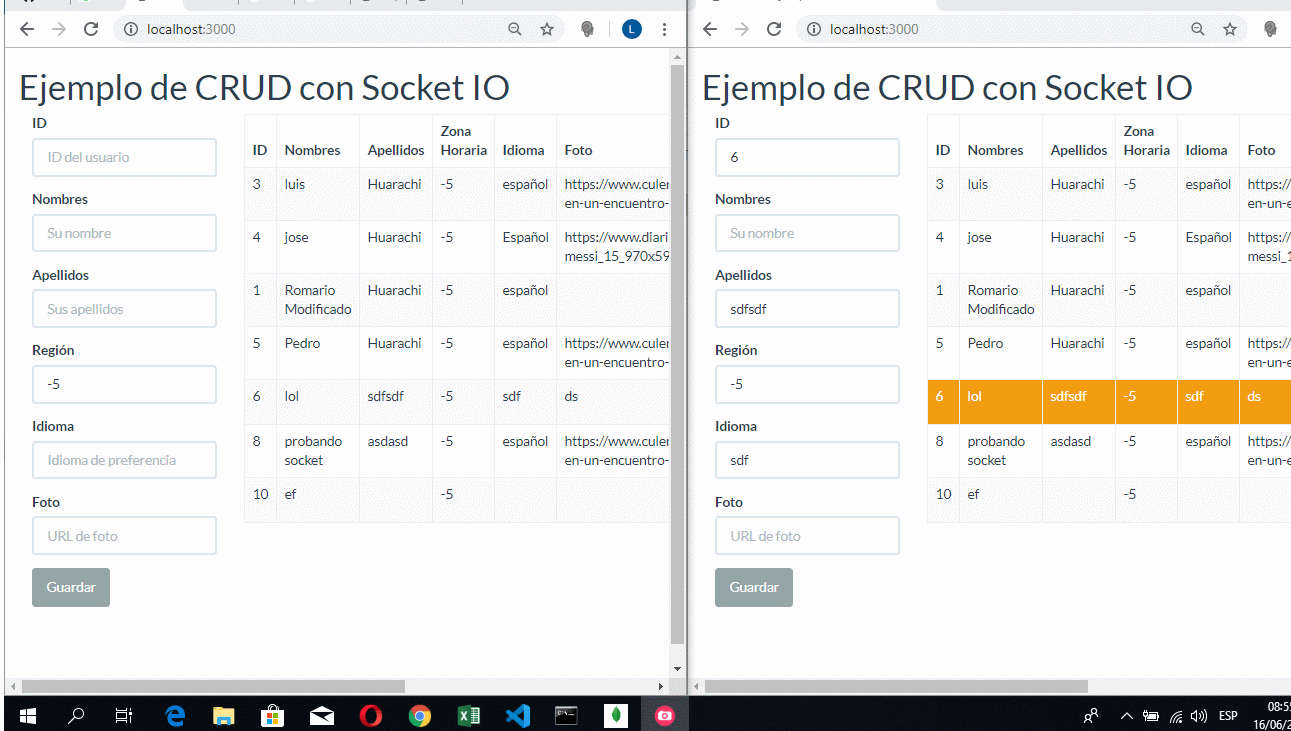 localhost:3000
L
Ejemplo de CRUD con Socket IO
ID
ID del usuario
Nombres
Su nombre
Apellidos
Sus apellidos
Región
-5
Idioma
Idioma de preferencia
Foto
URL de foto
Guardar
ID Nombres Apellidos Zona Horaria Idioma Foto
3 luis Huarachi -5 español https://www.culer
en-un-encuentro-
4 jose Huarachi -5 Español https://www.diari
messi_15_970x59
1 Romario Huarachi -5 español
Modificado
5 Pedro Huarachi -5 español https://www.culer
en-un-encuentro-
6 lol sdfsdf -5 sdf ds
8 probando asdasd -5 español https://www.culer
socket en-un-encuentro-
10 ef -5
localhost:3000
Ejemplo de CRUD con Socket IO
ID
6
Nombres
Su nombre
Apellidos
sdfsdf
Región
-5
Idioma
sdf
Foto
URL de foto
Guardar
ID Nombres Apellidos Zona Horaria Idioma Foto
3 luis Huarachi -5 español https://
en-un-e
4 jose Huarachi -5 Español https://
messi_1
1 Romario Huarachi -5 español
Modificado
5 Pedro Huarachi -5 español https://
en-un-e
6 lol sdfsdf -5 sdf ds
8 probando asdasd -5 español https://
socket en-un-e
10 ef -5
ESP
08:55
16/06/2